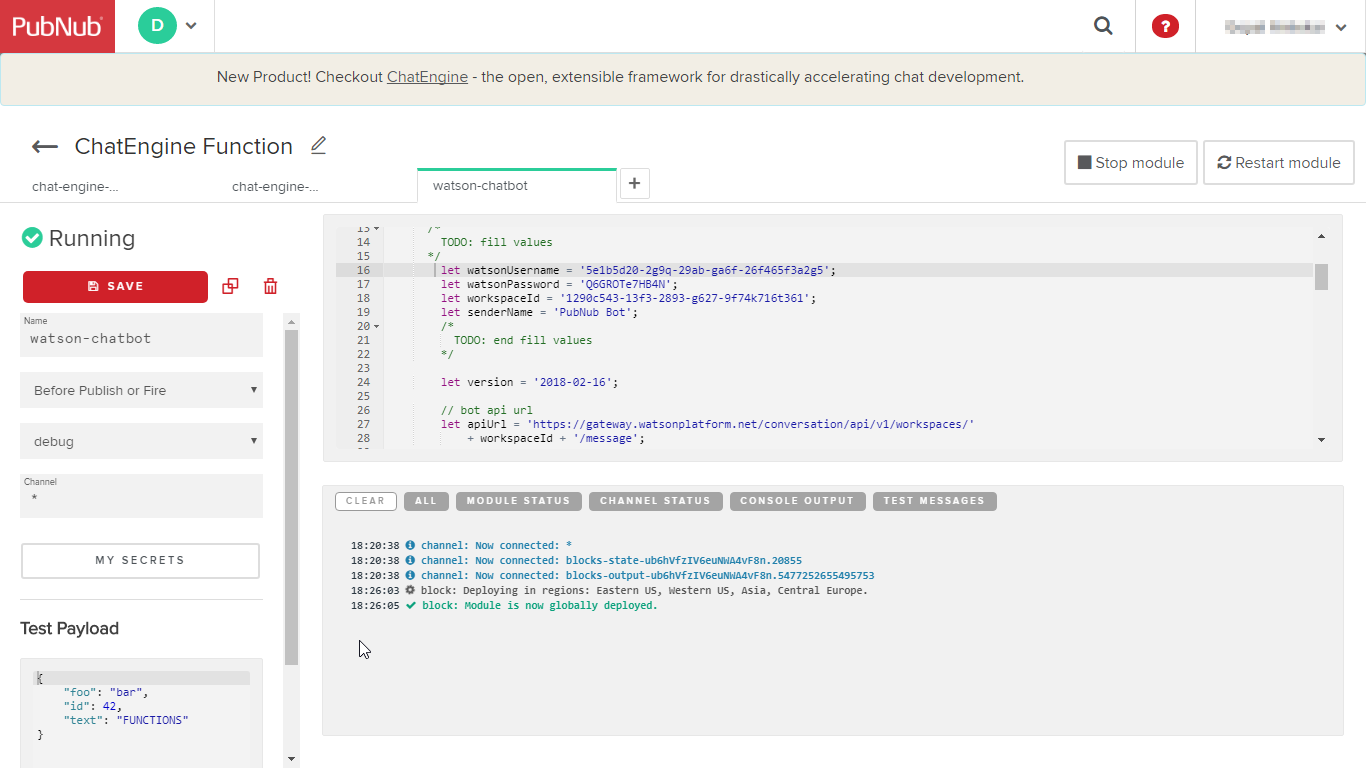 PubNub
D
?
New Product! Checkout ChatEngine - the open, extensible framework for drastically accelerating chat development.
ChatEngine Function
Stop module
Restart module
chat-engine-...
chat-engine-...
watson-chatbot
+
Running
SAVE
Name
watson-chatbot
Before Publish or Fire
debug
Channel
*
MY SECRETS
Test Payload
{
"foo": "bar",
"id": 42,
"text": "FUNCTIONS"
}
13 /*
14 TODO: fill values
15 */
16 let watsonUsername = '5e1b5d20-2g9q-29ab-ga6f-26f465f3a2g5';
17 let watsonPassword = 'Q6GROTe7HB4N';
18 let workspaceId = '1290c543-13f3-2893-g627-9f74k716t361';
19 let senderName = 'PubNub Bot';
20 /*
21 TODO: end fill values
22 */
23
24 let version = '2018-02-16';
25
26 // bot api url
27 let apiUrl = 'https://gateway.watsonplatform.net/conversation/api/v1/workspaces/'
28 + workspaceId + '/message';
CLEAR ALL MODULE STATUS CHANNEL STATUS CONSOLE OUTPUT TEST MESSAGES
18:20:38 channel: Now connected: *
18:20:38 channel: Now connected: blocks-state-ub6hVfzIV6euNWA4vF8n.20855
18:20:38 channel: Now connected: blocks-output-ub6hVfzIV6euNWA4vF8n.5477252655495753
18:26:03 block: Deploying in regions: Eastern US, Western US, Asia, Central Europe.
18:26:05 block: Module is now globally deployed.